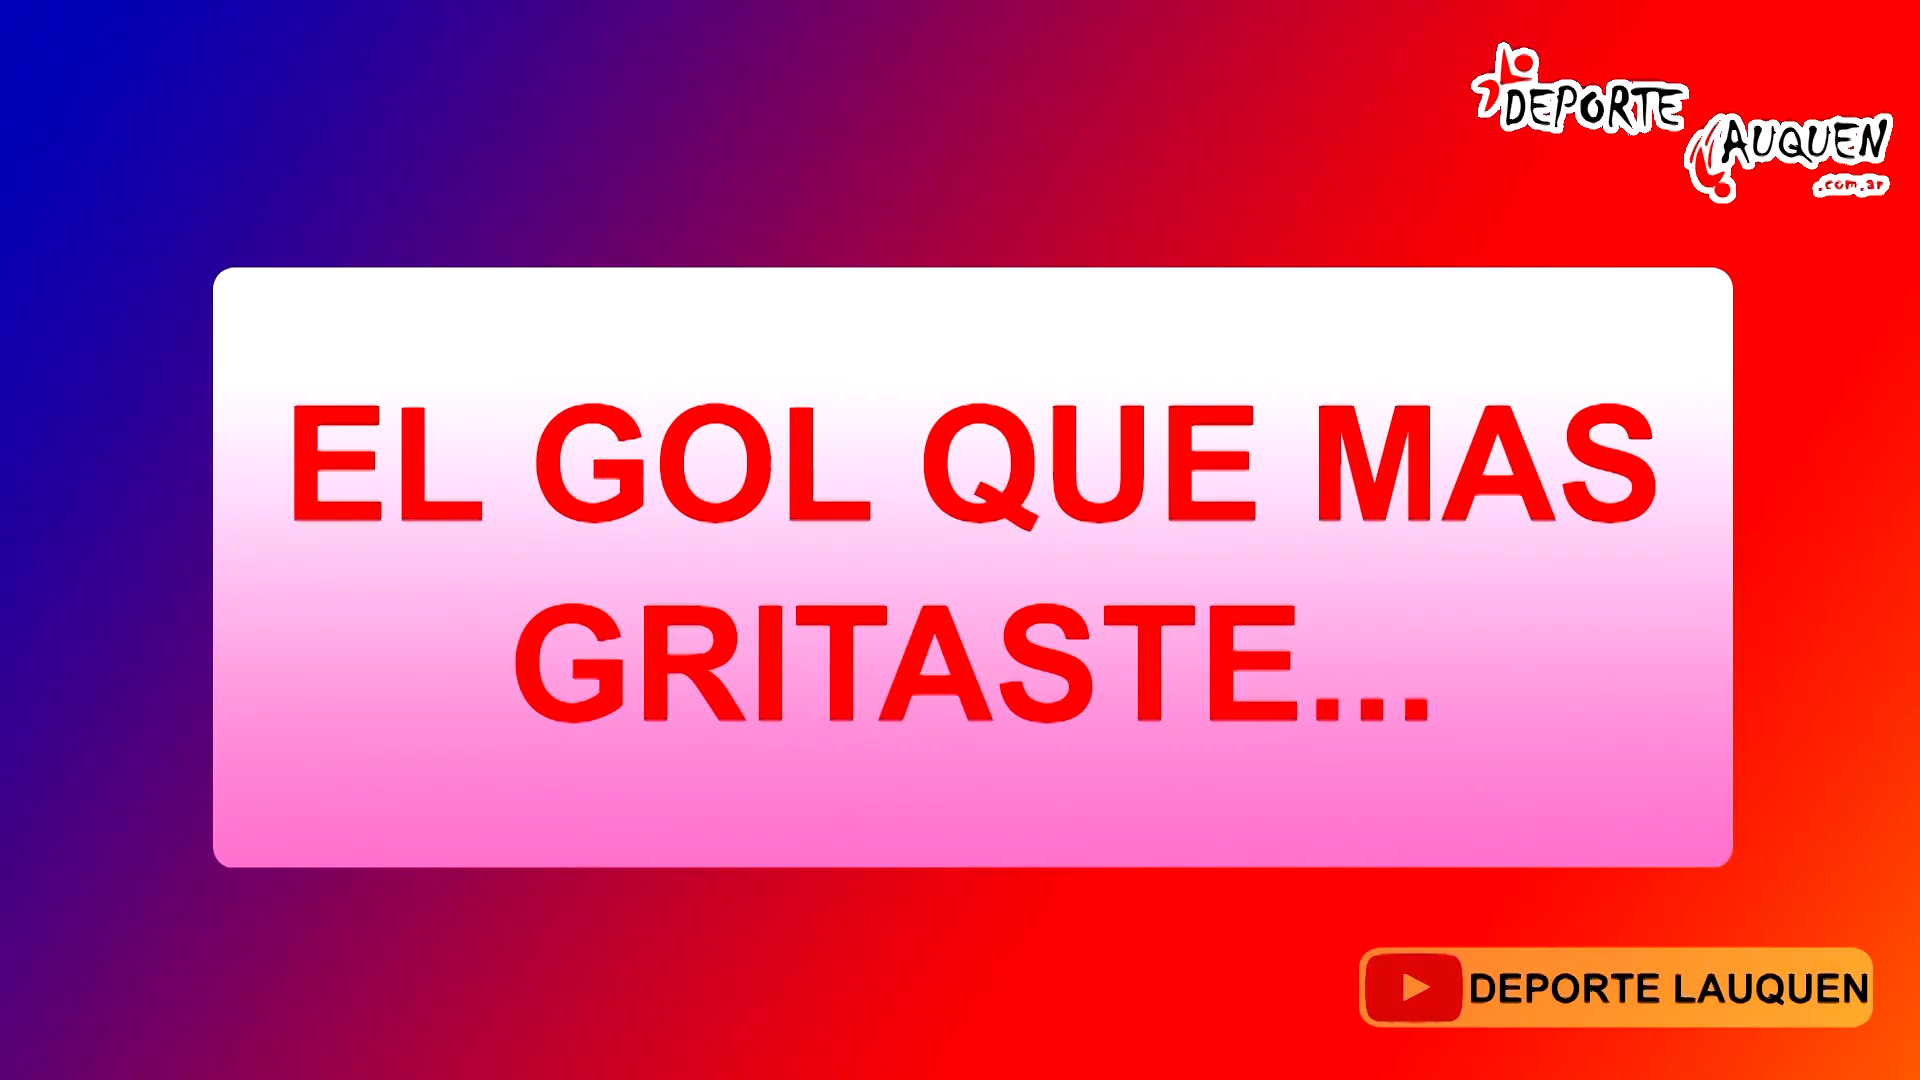 DEPORTE
LAUQUEN
.com.ar
EL GOL QUE MAS
GRITASTE...
DEPORTE LAUQUEN